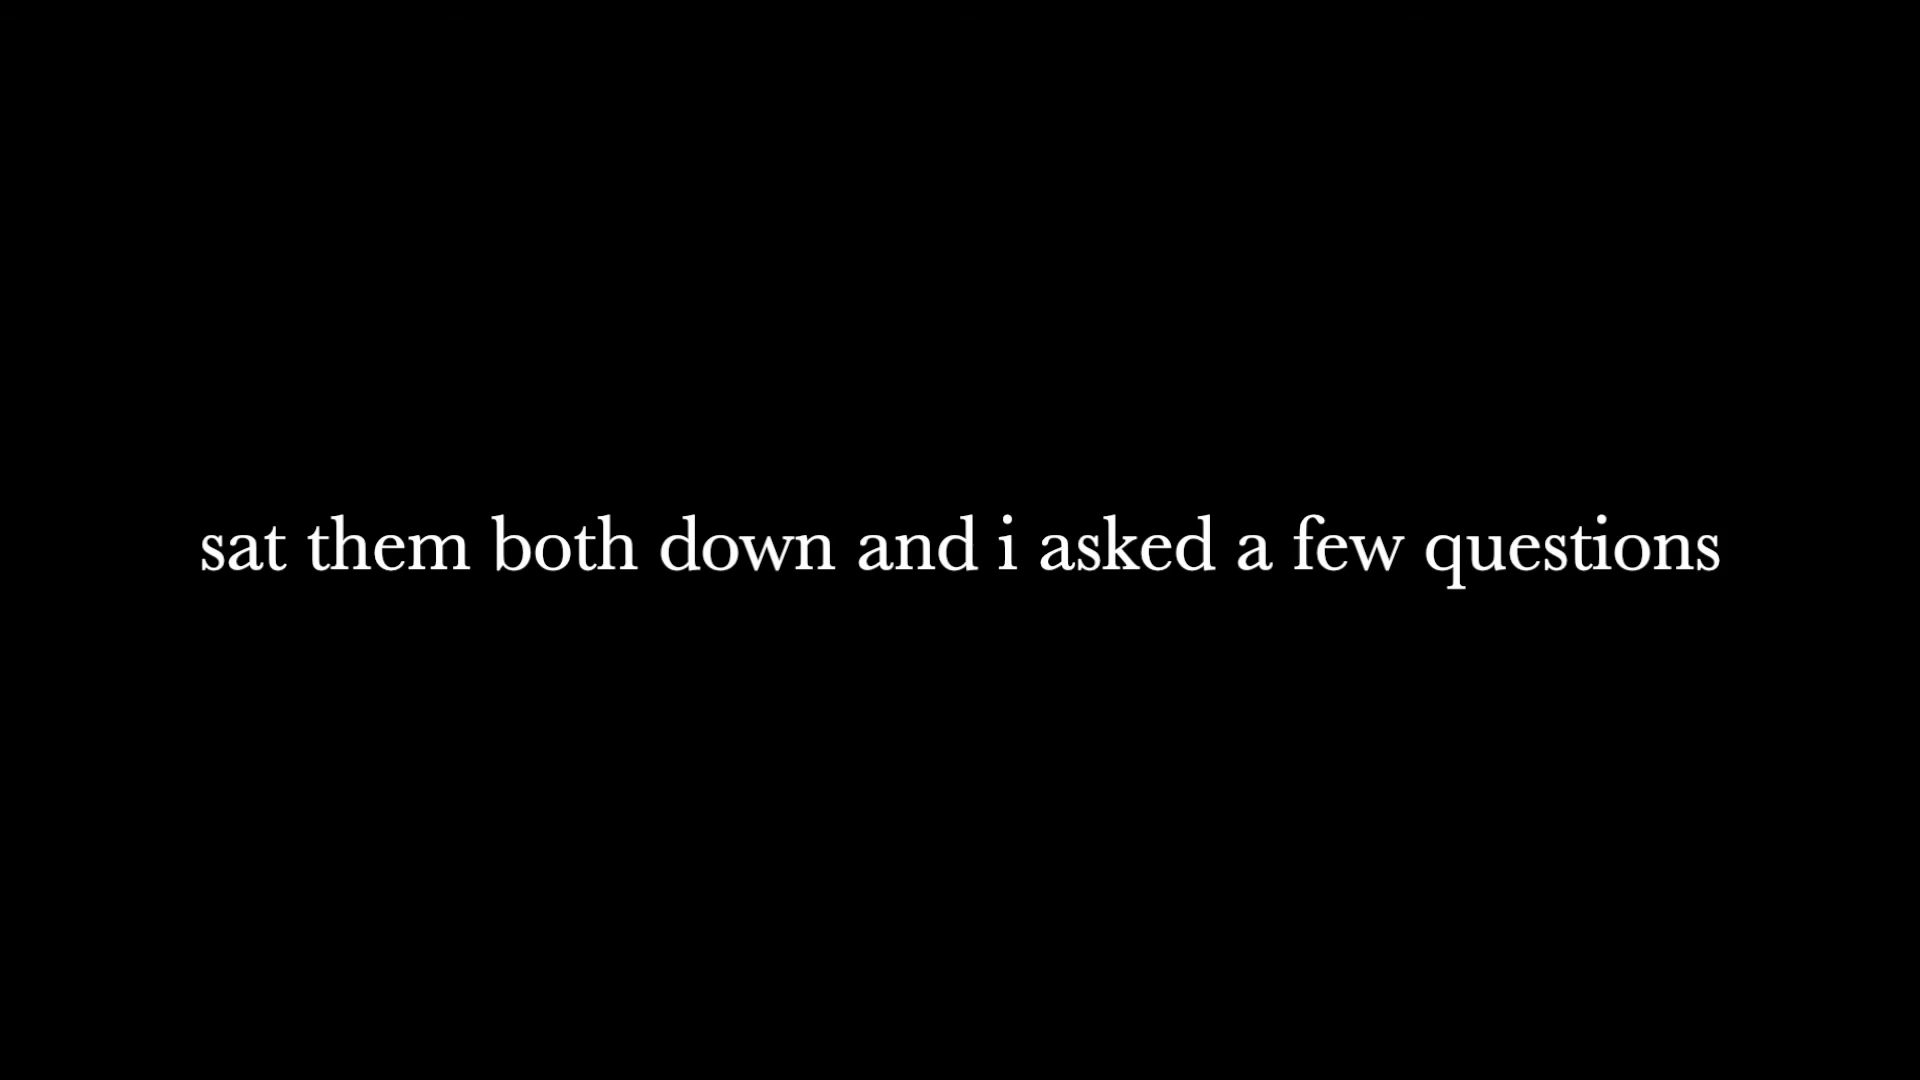 sat them both down and i asked a few questions